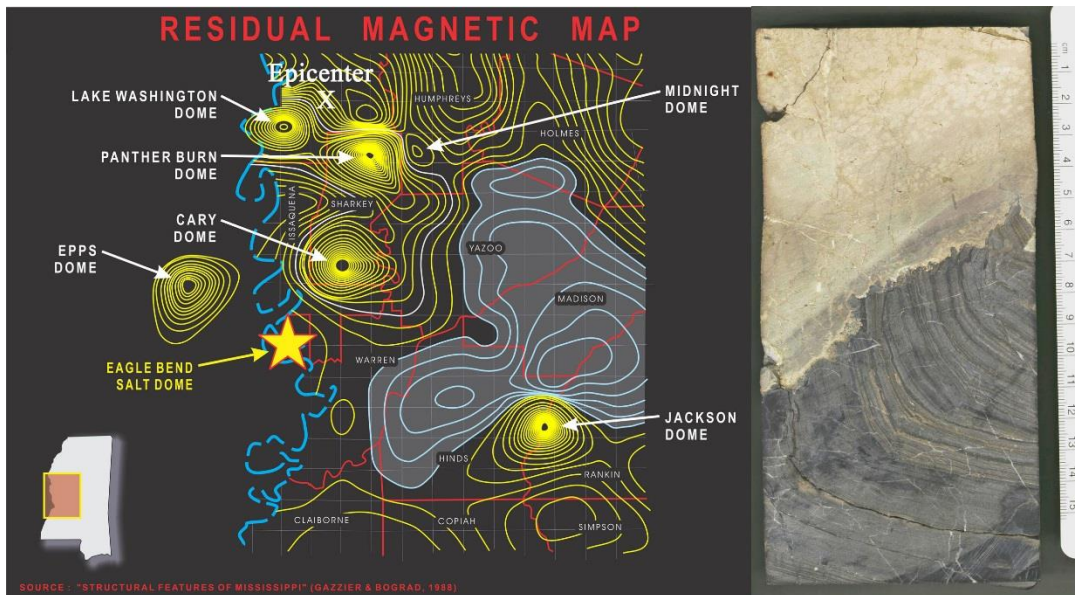 RESIDUAL MAGNETIC MAP
Epicenter
X
LAKE WASHINGTON
DOME
HUMPHREYS
MIDNIGHT
DOME
HOLMES
PANTHER BURN
DOME
ISSAQUENA
SHARKEY
CARY
DOME
YAZOO
EPPS
DOME
MADISON
EAGLE BEND
SALT DOME
WARREN
JACKSON
DOME
HINDS
RANKIN
CLAIBORNE
COPIAH
SIMPSON
SOURCE : "STRUCTURAL FEATURES OF MISSISSIPPI" (GAZZIER & BOGRAD, 1988)
cm
1
2
3
4
5
6
7
8
9
10
11
12
13
14
15